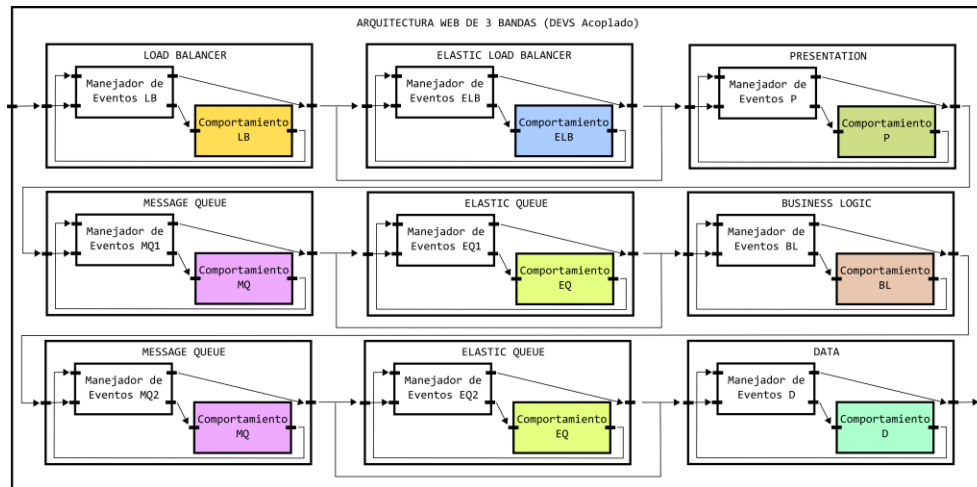 ARQUITECTURA WEB DE 3 BANDAS (DEVS Acoplado)
LOAD BALANCER
Manejador de
Eventos LB
Comportamiento
LB
ELASTIC LOAD BALANCER
Manejador de
Eventos ELB
Comportamiento
ELB
PRESENTATION
Manejador de
Eventos P
Comportamiento
P
MESSAGE QUEUE
Manejador de
Eventos MQ1
Comportamiento
MQ
ELASTIC QUEUE
Manejador de
Eventos EQ1
Comportamiento
EQ
BUSINESS LOGIC
Manejador de
Eventos BL
Comportamiento
BL
MESSAGE QUEUE
Manejador de
Eventos MQ2
Comportamiento
MQ
ELASTIC QUEUE
Manejador de
Eventos EQ2
Comportamiento
EQ
DATA
Manejador de
Eventos D
Comportamiento
D